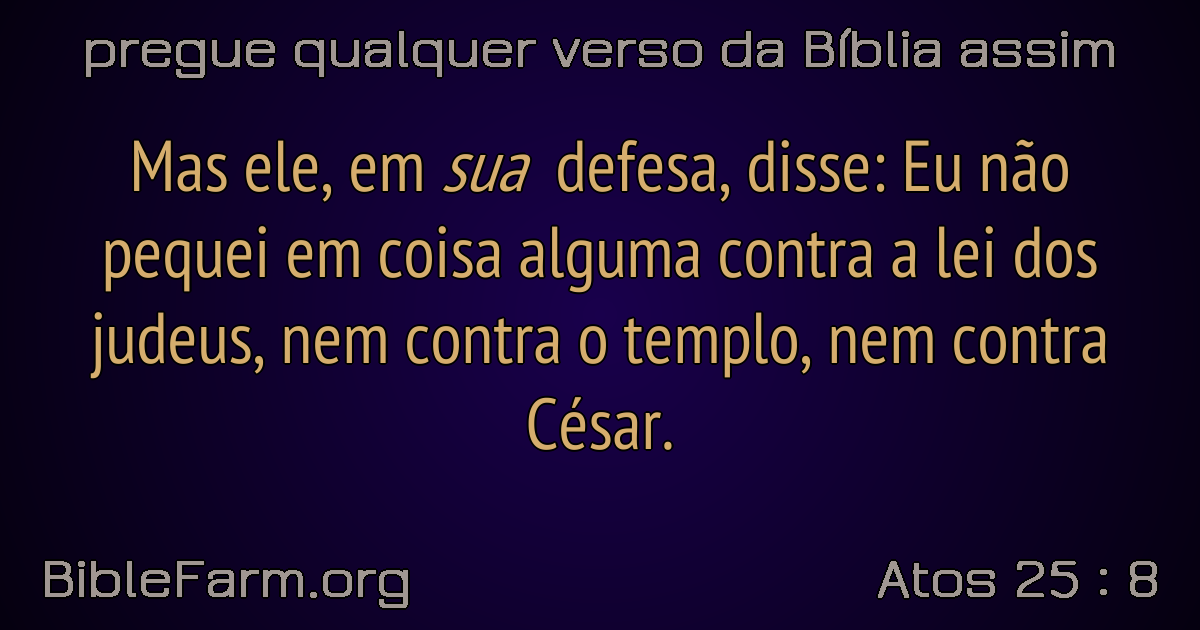 pregue qualquer verso da Bíblia assim
Mas ele, em sua defesa, disse: Eu não
pequei em coisa alguma contra a lei dos
judeus, nem contra o templo, nem contra
César.
BibleFarm.org
Atos 25 : 8